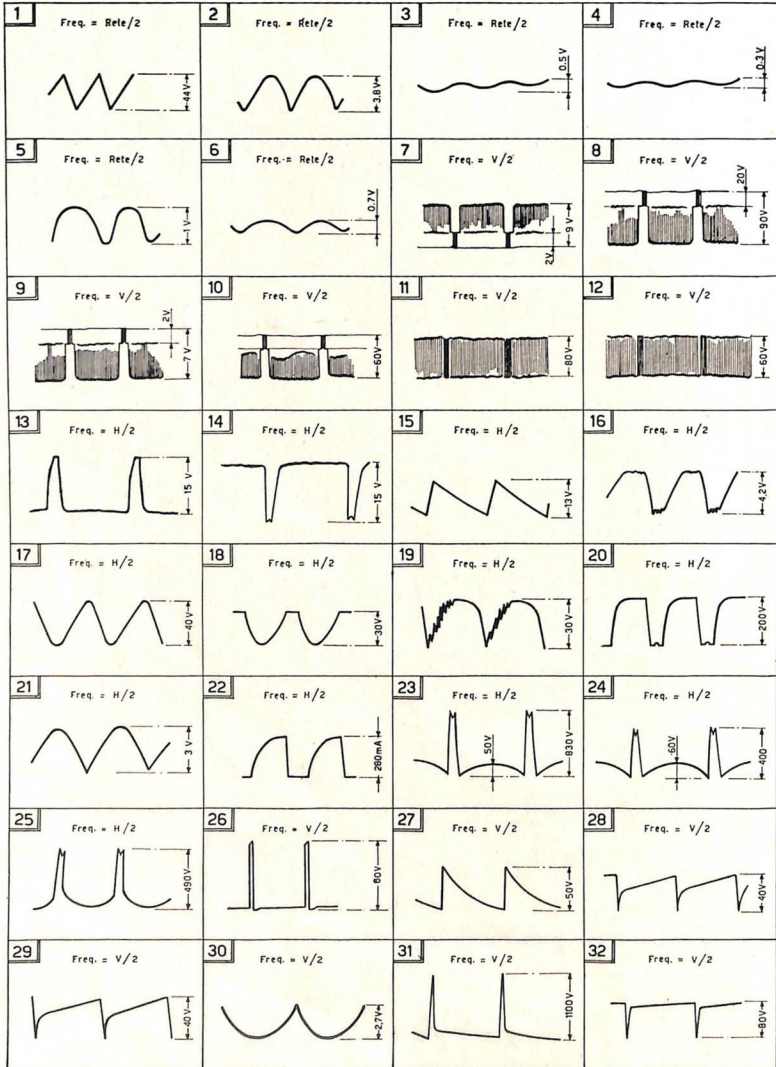 1
Freq. = Rete/2
44V
2
Freq. = Rete/2
3,8V
3
Freq. = Rete/2
0.5V
4
Freq. = Rete/2
0.3V
5
Freq. = Rete/2
1V
6
Freq. = Rete/2
0.7V
7
Freq. = V/2
9V
2V
8
Freq. = V/2
20V
90V
9
Freq. = V/2
2V
7V
10
Freq. = V/2
60V
11
Freq. = V/2
80V
12
Freq. = V/2
60V
13
Freq. = H/2
15 V
14
Freq. = H/2
15 V
15
Freq. = H/2
13V
16
Freq. = H/2
4,2V
17
Freq. = H/2
40V
18
Freq. = H/2
30V
19
Freq. = H/2
30V
20
Freq. = H/2
200V
21
Freq. = H/2
3 V
22
Freq. = H/2
280mA
23
Freq. = H/2
50V
830V
24
Freq. = H/2
60V
400
25
Freq. = H/2
490V
26
Freq. = V/2
80V
27
Freq. = V/2
50V
28
Freq. = V/2
40V
29
Freq. = V/2
40V
30
Freq. = V/2
2,7V
31
Freq. = V/2
1100V
32
Freq. = V/2
80V